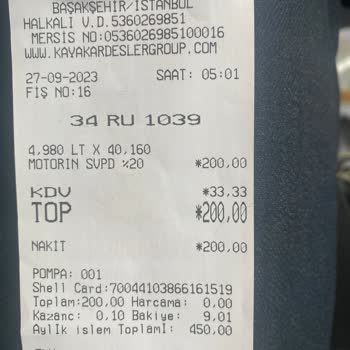 BAŞAKŞEHİR/İSTANBUL
HALKALI V.D.5360269851
MERSİS NO:0536026985100016
WWW.KAYAKARDESLERGROUP.COM
27-09-2023 SAAT: 05:01
FİŞ NO:16
34 RU 1039
4,980 LT X 40,160
MOTORIN SVPD %20 *200,00
KDV *33,33
TOP *200,00
NAKİT *200,00
POMPA: 001
Shell Card:70044103866161519
Toplam:200,00 Harcama: 0.00
Kazanc: 0,10 Bakiye: 9,01
Aylık islem Toplamİ: 450,00